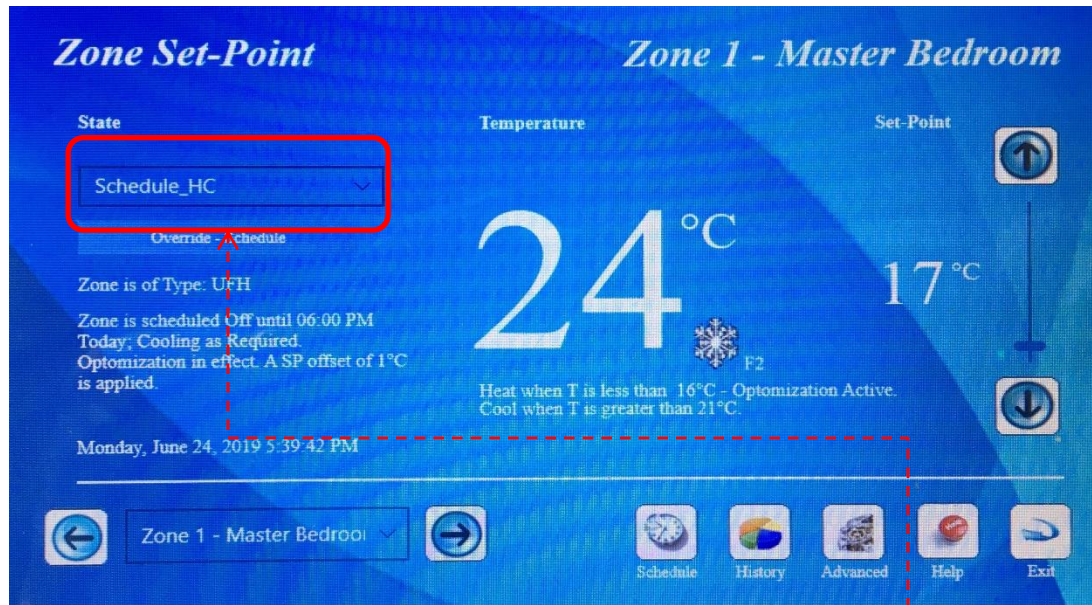 Zone Set-Point
Zone 1 - Master Bedroom
State
Temperature
Set-Point
Schedule_HC
Override - Schedule
24 °C
17 °C
Zone is of Type: UFH
Zone is scheduled Off until 06:00 PM
Today; Cooling as Required.
Optomization in effect. A SP offset of 1°C
is applied.
F2
Heat when T is less than 16°C - Optomization Active.
Cool when T is greater than 21°C.
Monday, June 24, 2019 5:39:42 PM
Zone 1 - Master Bedroo
Schedule
History
Advanced
Help
Exit